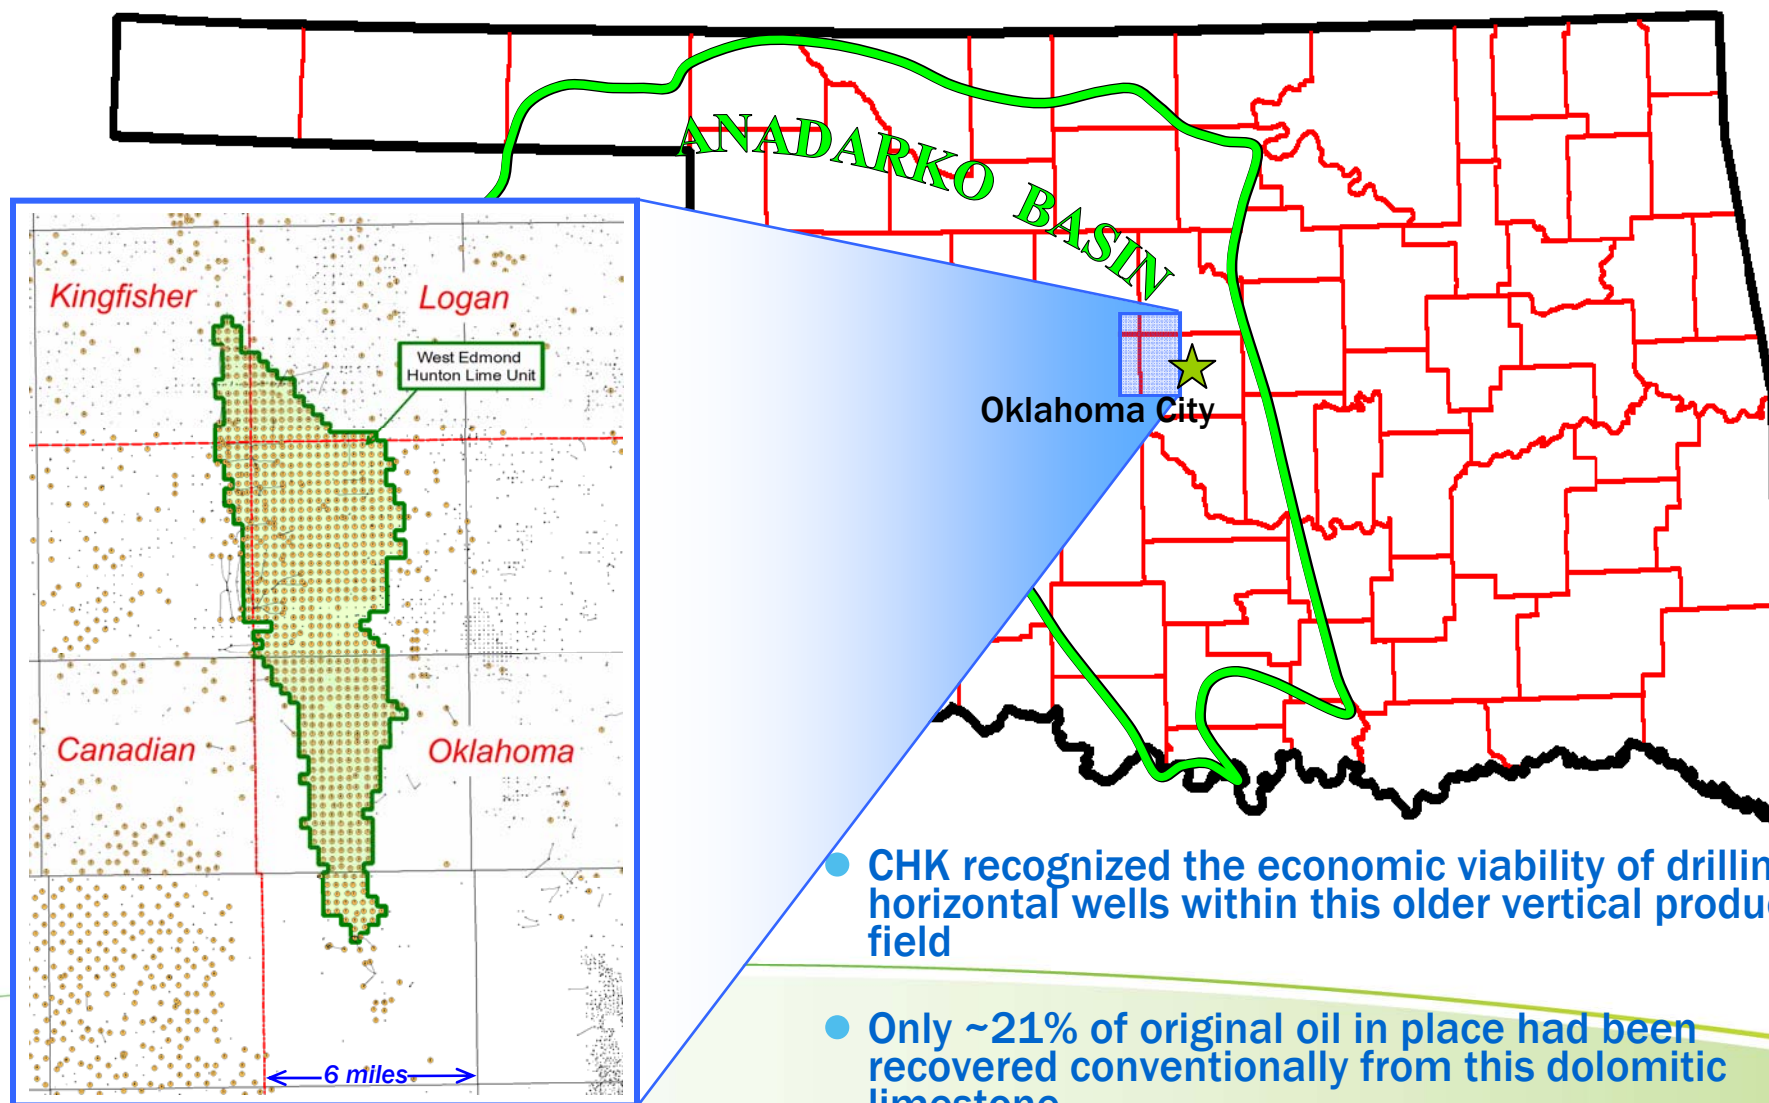 ANADARKO BASIN
Kingfisher
Logan
West Edmond
Hunton Lime Unit
Oklahoma City
Canadian
Oklahoma
6 miles
CHK recognized the economic viability of drillin
horizontal wells within this older vertical produ
field
Only ~21% of original oil in place had been
recovered conventionally from this dolomitic
limestone